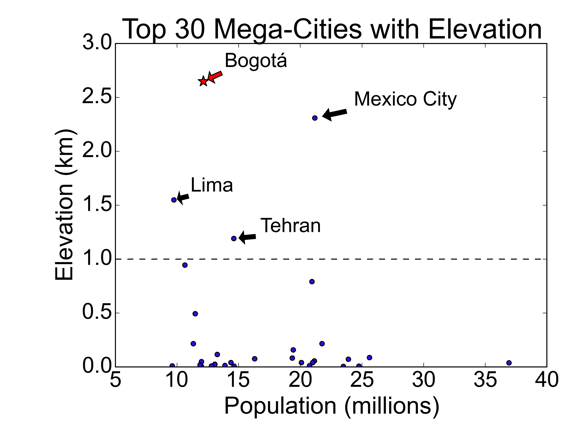 Top 30 Mega-Cities with Elevation
3.0
Bogotá
2.5
Mexico City
2.0
Lima
1.5
Tehran
1.0
0.5
0.0
Elevation (km)
5 10 15 20 25 30 35 40
Population (millions)